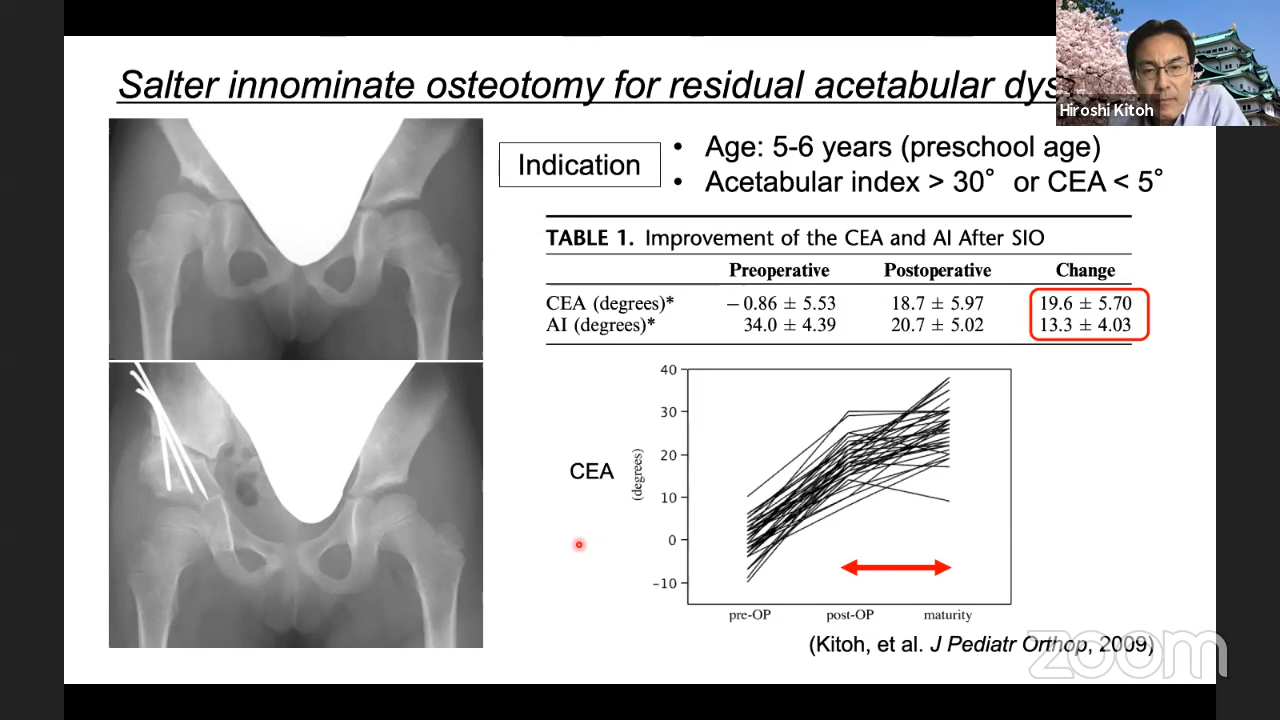 Salter innominate osteotomy for residual acetabular dys
Hiroshi Kitoh
Indication
• Age: 5-6 years (preschool age)
• Acetabular index > 30° or CEA < 5°
TABLE 1. Improvement of the CEA and AI After SIO
Preoperative Postoperative Change
CEA (degrees)* − 0.86 ± 5.53 18.7 ± 5.97 19.6 ± 5.70
AI (degrees)* 34.0 ± 4.39 20.7 ± 5.02 13.3 ± 4.03
CEA
(degrees)
40
30
20
10
0
−10
pre-OP post-OP maturity
(Kitoh, et al. J Pediatr Orthop, 2009)
zoom